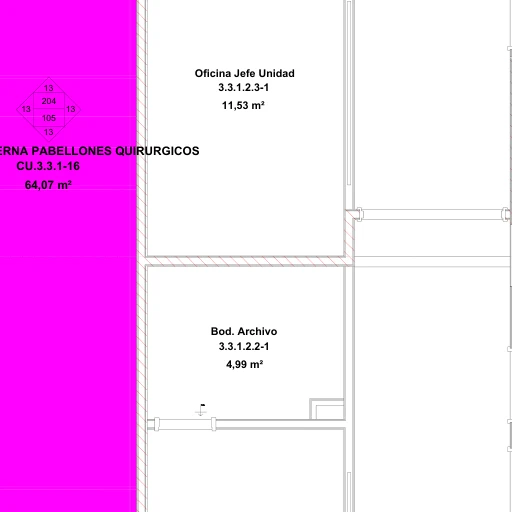 Oficina Jefe Unidad
3.3.1.2.3-1
11,53 m²
13
204
13
13
105
13
ERNA PABELLONES QUIRURGICOS
CU.3.3.1-16
64,07 m²
Bod. Archivo
3.3.1.2.2-1
4,99 m²